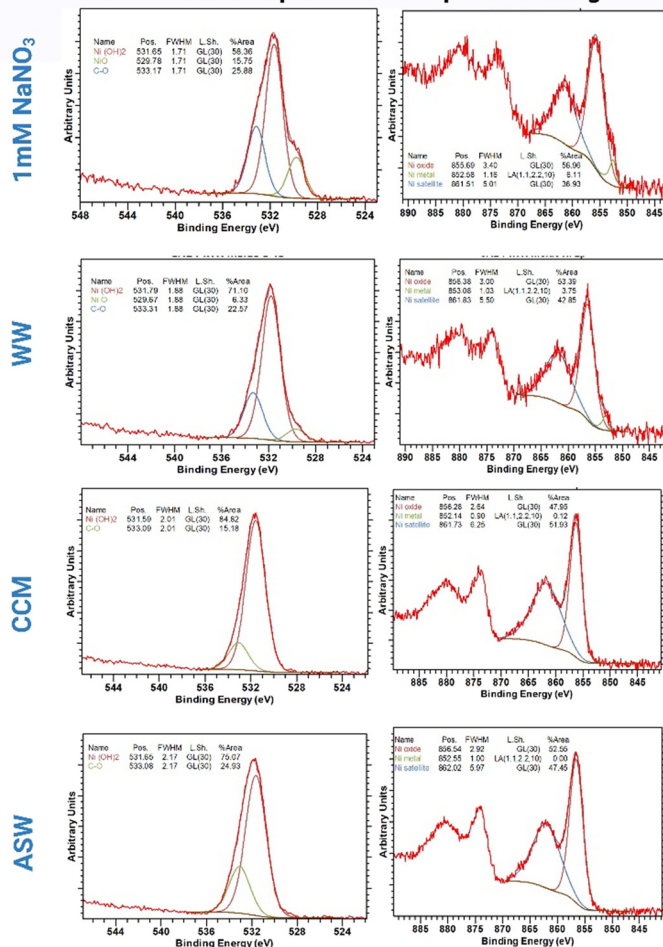 1mM NaNO3
Name Pos. FWHM L.Sh. %Area
Ni (OH)2 531.65 1.71 GL(30) 58.36
NiO 529.78 1.71 GL(30) 15.75
C-O 533.17 1.71 GL(30) 25.88
Arbitrary Units
548 544 540 536 532 528 524
Binding Energy (eV)
Name Pos. FWHM L.Sh. %Area
Ni oxide 855.69 3.40 GL(30) 56.96
Ni metal 852.58 1.16 LA(1.1,2.2,10) 6.11
Ni satellite 861.51 5.01 GL(30) 36.93
Arbitrary Units
890 880 870 860 850 845
Binding Energy (eV)
WW
Name Pos. FWHM L.Sh. %Area
Ni (OH)2 531.79 1.88 GL(30) 71.10
Ni O 529.67 1.88 GL(30) 6.33
C-O 533.31 1.88 GL(30) 22.57
Arbitrary Units
544 540 536 532 528 524
Binding Energy (eV)
Name Pos. FWHM L.Sh. %Area
Ni oxide 856.38 3.00 GL(30) 53.39
Ni metal 853.08 1.03 LA(1.1,2.2,10) 3.75
Ni satellite 861.83 5.50 GL(30) 42.85
Arbitrary Units
890 885 880 875 870 865 860 855 850 845
Binding Energy (eV)
CCM
Name Pos. FWHM L.Sh. %Area
Ni (OH)2 531.59 2.01 GL(30) 84.82
C-O 533.09 2.01 GL(30) 15.18
Arbitrary Units
544 540 536 532 528 524
Binding Energy (eV)
Name Pos. FWHM L.Sh. %Area
Ni oxide 856.28 2.64 GL(30) 47.95
Ni metal 852.14 0.90 LA(1.1,2.2,10) 0.12
Ni satellite 861.73 6.25 GL(30) 51.93
Arbitrary Units
885 880 875 870 865 860 855 850 845
Binding Energy (eV)
ASW
Name Pos. FWHM L.Sh. %Area
Ni (OH)2 531.65 2.17 GL(30) 75.07
C-O 533.08 2.17 GL(30) 24.93
Arbitrary Units
544 540 536 532 528 524
Binding Energy (eV)
Name Pos. FWHM L.Sh. %Area
Ni oxide 856.54 2.92 GL(30) 52.55
Ni metal 852.55 1.00 LA(1.1,2.2,10) 0.00
Ni satellite 862.02 5.97 GL(30) 47.45
Arbitrary Units
885 880 875 870 865 860 855 850 845
Binding Energy (eV)